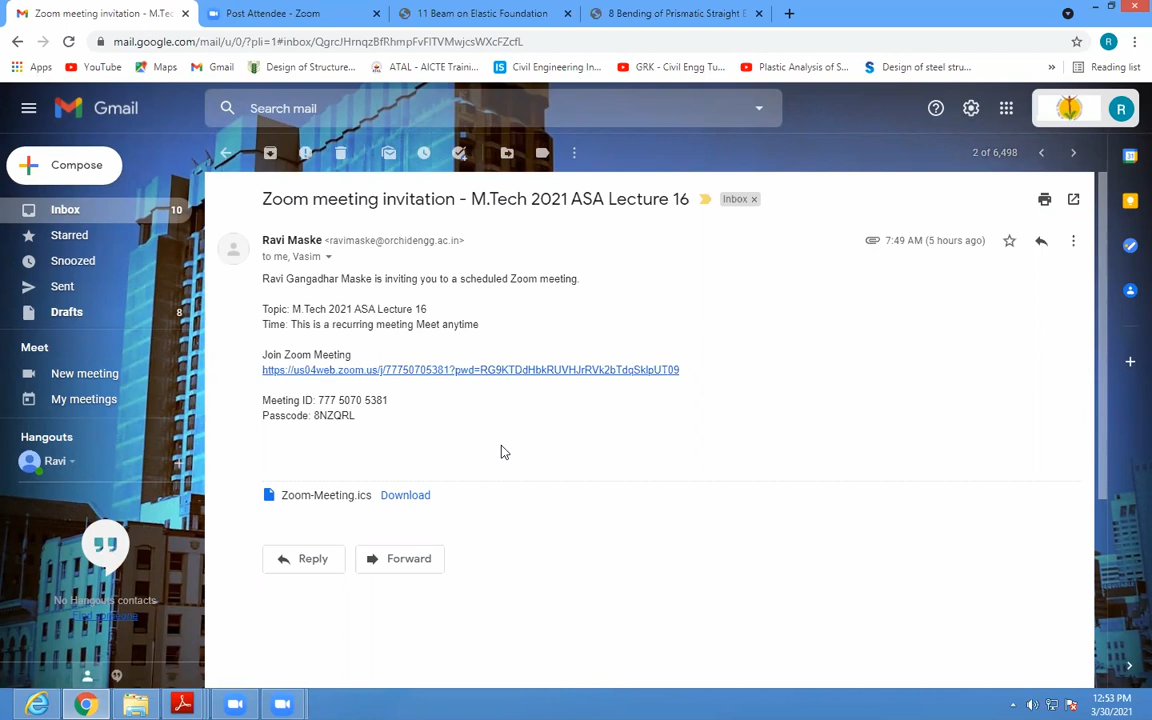 Zoom meeting invitation - M.Tec
Post Attendee - Zoom
11 Beam on Elastic Foundation
8 Bending of Prismatic Straight B
mail.google.com/mail/u/0/?pli=1#inbox/QgrcJHrnqzBfRhmpFvFlTVMwjcsWXcFZcfL
R
Apps
YouTube
Maps
Gmail
Design of Structure...
ATAL - AICTE Traini...
Civil Engineering In...
GRK - Civil Engg Tu...
Plastic Analysis of S...
Design of steel stru...
»
Reading list
Gmail
Search mail
R
Compose
2 of 6,498
Inbox 10
Starred
Snoozed
Sent
Drafts 8
Meet
New meeting
My meetings
Hangouts
Ravi
No Hangouts contacts
Find someone
Zoom meeting invitation - M.Tech 2021 ASA Lecture 16
Inbox x
Ravi Maske <ravimaske@orchidengg.ac.in>
7:49 AM (5 hours ago)
to me, Vasim
Ravi Gangadhar Maske is inviting you to a scheduled Zoom meeting.
Topic: M.Tech 2021 ASA Lecture 16
Time: This is a recurring meeting Meet anytime
Join Zoom Meeting
https://us04web.zoom.us/j/77750705381?pwd=RG9KTDdHbkRUVHJrRVk2bTdqSklpUT09
Meeting ID: 777 5070 5381
Passcode: 8NZQRL
Zoom-Meeting.ics Download
Reply
Forward
12:53 PM
3/30/2021